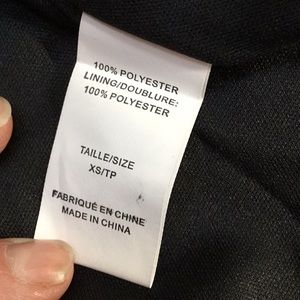 100% POLYESTER
LINING/DOUBLURE:
100% POLYESTER
TAILLE/SIZE
XS/TP
FABRIQUÉ EN CHINE
MADE IN CHINA